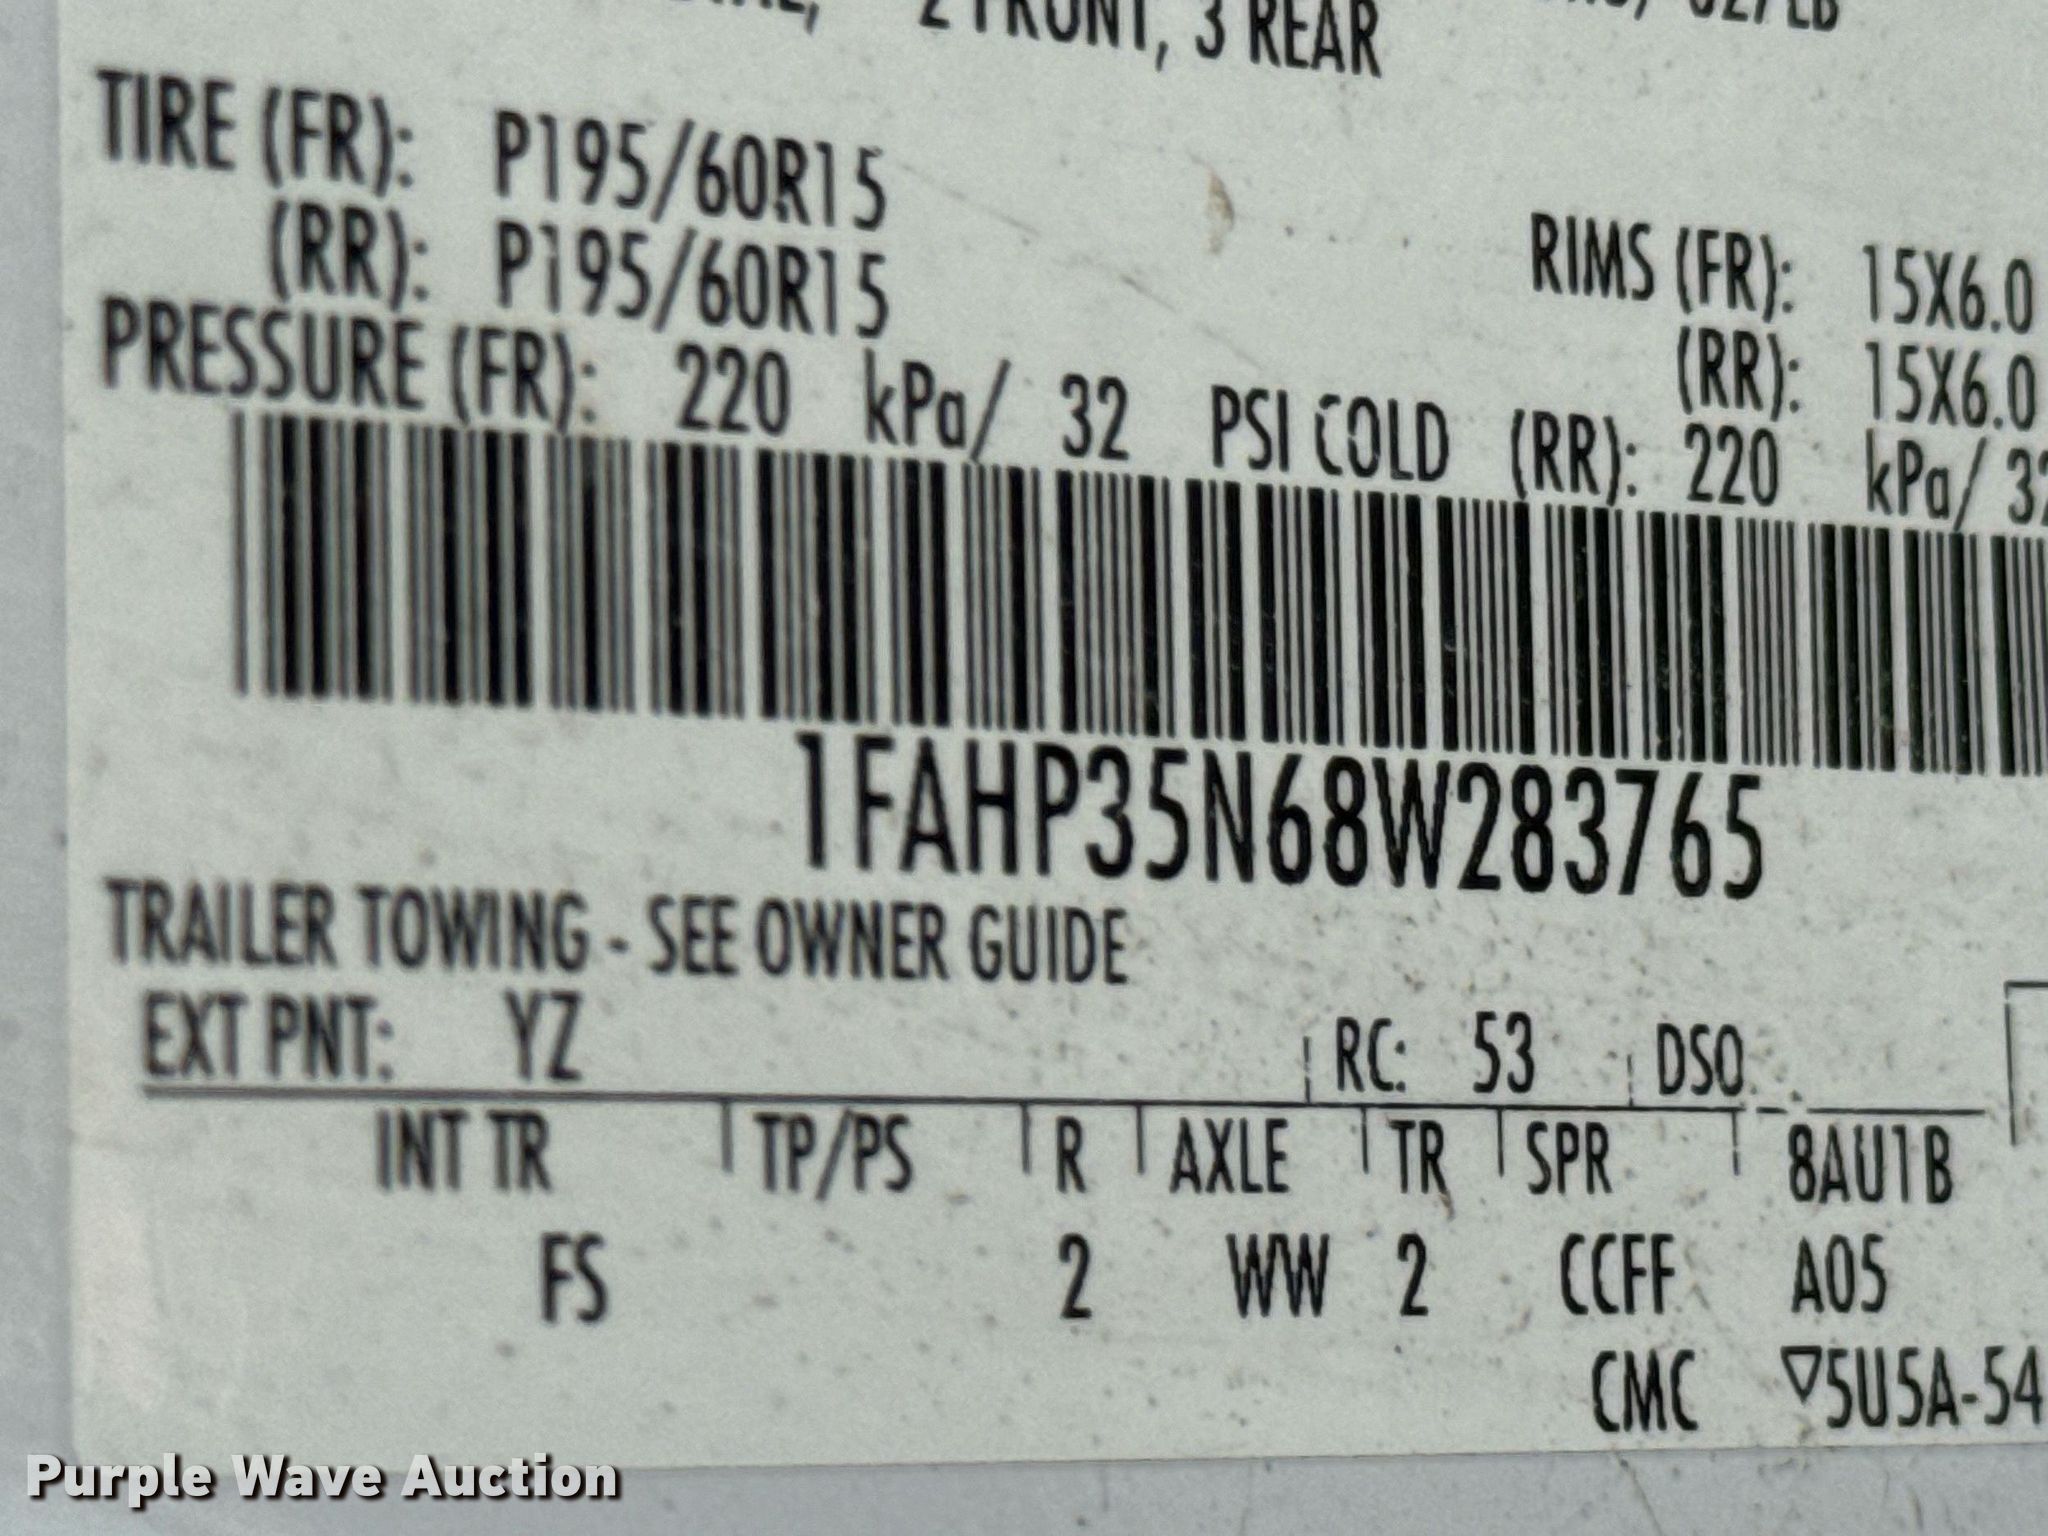 2 FRONT, 3 REAR
TIRE (FR): P195/60R15
(RR): P195/60R15
RIMS (FR): 15X6.0
(RR): 15X6.0
PRESSURE (FR): 220 kPa/ 32 PSI COLD (RR): 220 kPa/ 32
1FAHP35N68W283765
TRAILER TOWING - SEE OWNER GUIDE
EXT PNT: YZ RC: 53 DSO
INT TR TP/PS R AXLE TR SPR 8AU1B
FS 2 WW 2 CCFF A05
CMC ▽5U5A-54
Purple Wave Auction